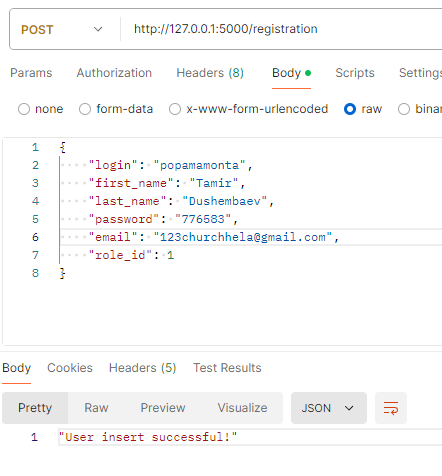 POST http://127.0.0.1:5000/registration
Params Authorization Headers (8) Body Scripts Settings
none form-data x-www-form-urlencoded raw binar
1 {
2 "login": "popamamonta",
3 "first_name": "Tamir",
4 "last_name": "Dushembaev",
5 "password": "776583",
6 "email": "123churchhela@gmail.com",
7 "role_id": 1
8 }
Body Cookies Headers (5) Test Results
Pretty Raw Preview Visualize JSON
1 "User insert successful!"